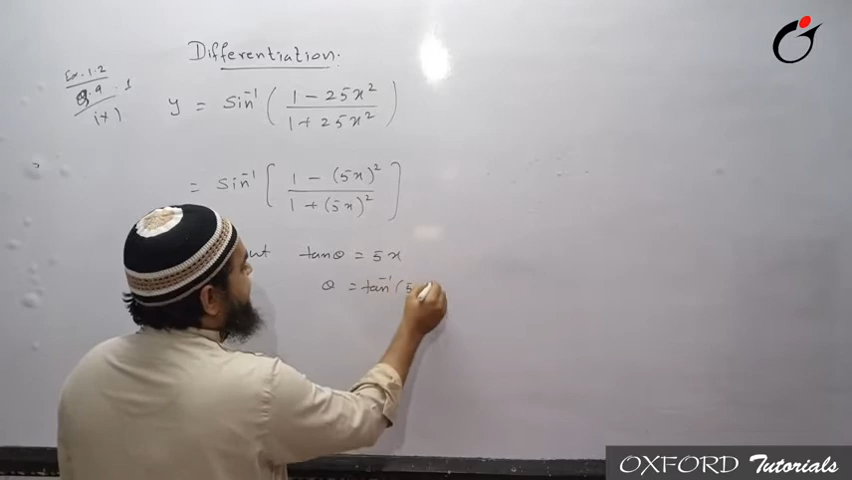 Differentiation.
Ex. 1.2
Q. 9. 1
y = Sin⁻¹ ( 1 - 25x² / 1 + 25x² )
= Sin⁻¹ [ 1 - (5x)² / 1 + (5x)² ]
tanθ = 5x
θ = tan⁻¹ (5
OXFORD Tutorials